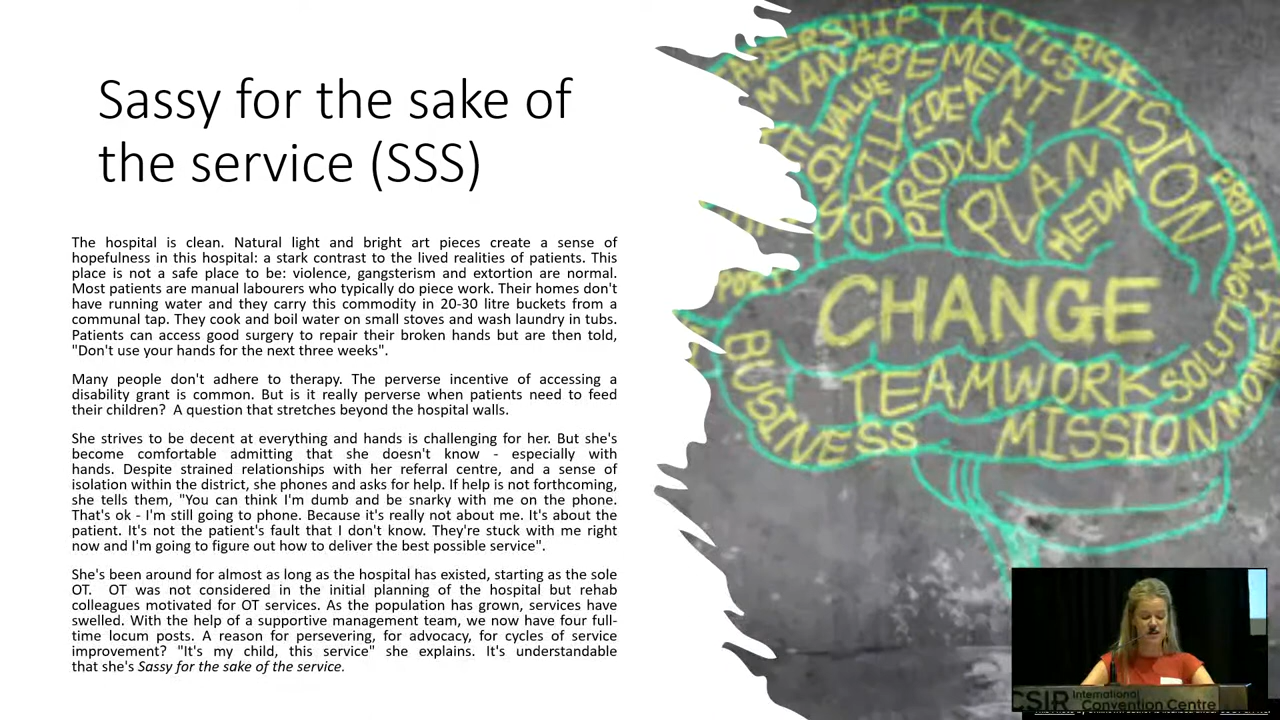 Sassy for the sake of
the service (SSS)
The hospital is clean. Natural light and bright art pieces create a sense of
hopefulness in this hospital: a stark contrast to the lived realities of patients. This
place is not a safe place to be: violence, gangsterism and extortion are normal.
Most patients are manual labourers who typically do piece work. Their homes don't
have running water and they carry this commodity in 20-30 litre buckets from a
communal tap. They cook and boil water on small stoves and wash laundry in tubs.
Patients can access good surgery to repair their broken hands but are then told,
"Don't use your hands for the next three weeks".
Many people don't adhere to therapy. The perverse incentive of accessing a
disability grant is common. But is it really perverse when patients need to feed
their children? A question that stretches beyond the hospital walls.
She strives to be decent at everything and hands is challenging for her. But she's
become comfortable admitting that she doesn't know - especially with
hands. Despite strained relationships with her referral centre, and a sense of
isolation within the district, she phones and asks for help. If help is not forthcoming,
she tells them, "You can think I'm dumb and be snarky with me on the phone.
That's ok - I'm still going to phone. Because it's really not about me. It's about the
patient. It's not the patient's fault that I don't know. They're stuck with me right
now and I'm going to figure out how to deliver the best possible service".
She's been around for almost as long as the hospital has existed, starting as the sole
OT. OT was not considered in the initial planning of the hospital but rehab
colleagues motivated for OT services. As the population has grown, services have
swelled. With the help of a supportive management team, we now have four full-
time locum posts. A reason for persevering, for advocacy, for cycles of service
improvement? "It's my child, this service" she explains. It's understandable
that she's Sassy for the sake of the service.
TACTICS
RISK
MANAGEMENT
VALUE
IDEA
VISION
SKILL
PRODUCT
PLAN
MEDIA
PROFIT
CHANGE
BUSINESS
TEAMWORK
MISSION
CSIR International
Convention Centre